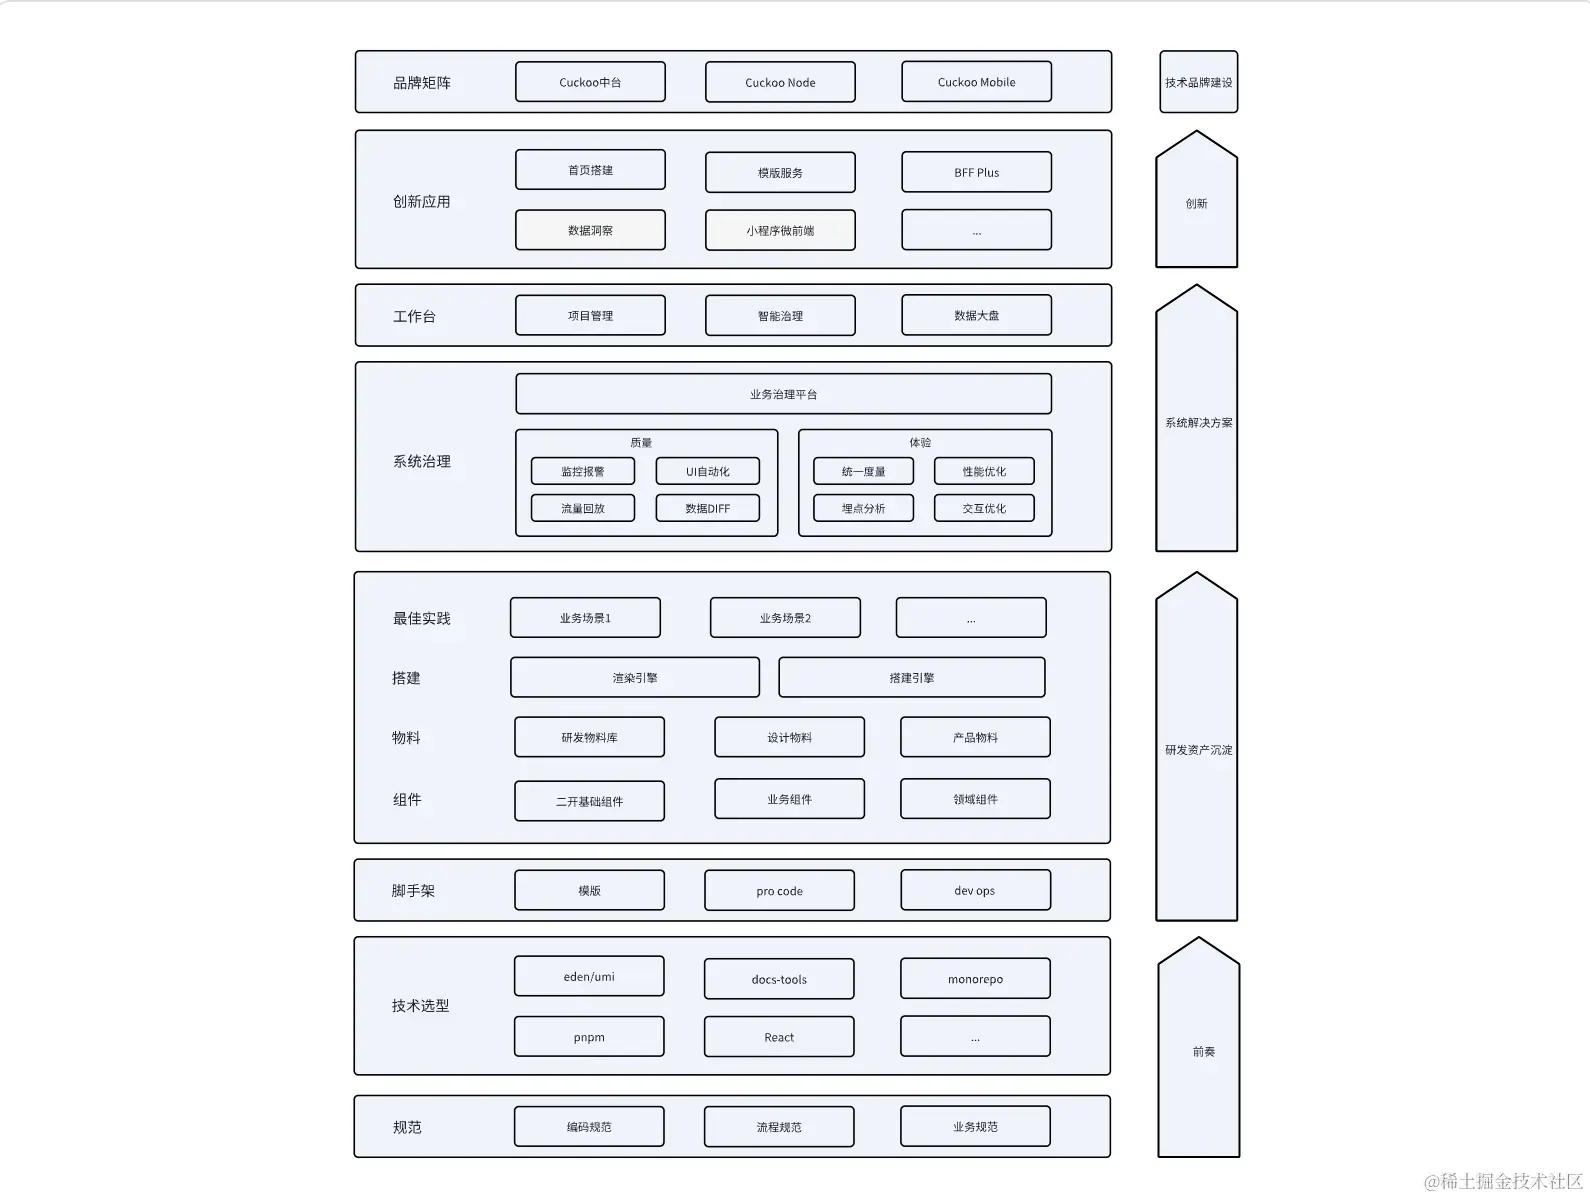 品牌矩阵
Cuckoo中台
Cuckoo Node
Cuckoo Mobile
技术品牌建设
创新应用
首页搭建
模版服务
BFF Plus
数据洞察
小程序微前端
...
创新
工作台
项目管理
智能治理
数据大盘
系统治理
业务治理平台
质量
监控报警
UI自动化
流量回放
数据DIFF
体验
统一度量
性能优化
埋点分析
交互优化
系统解决方案
最佳实践
业务场景1
业务场景2
...
搭建
渲染引擎
搭建引擎
物料
研发物料库
设计物料
产品物料
组件
二开基础组件
业务组件
领域组件
脚手架
模版
pro code
dev ops
研发资产沉淀
技术选型
eden/umi
docs-tools
monorepo
pnpm
React
...
规范
编码规范
流程规范
业务规范
前奏
@稀土掘金技术社区